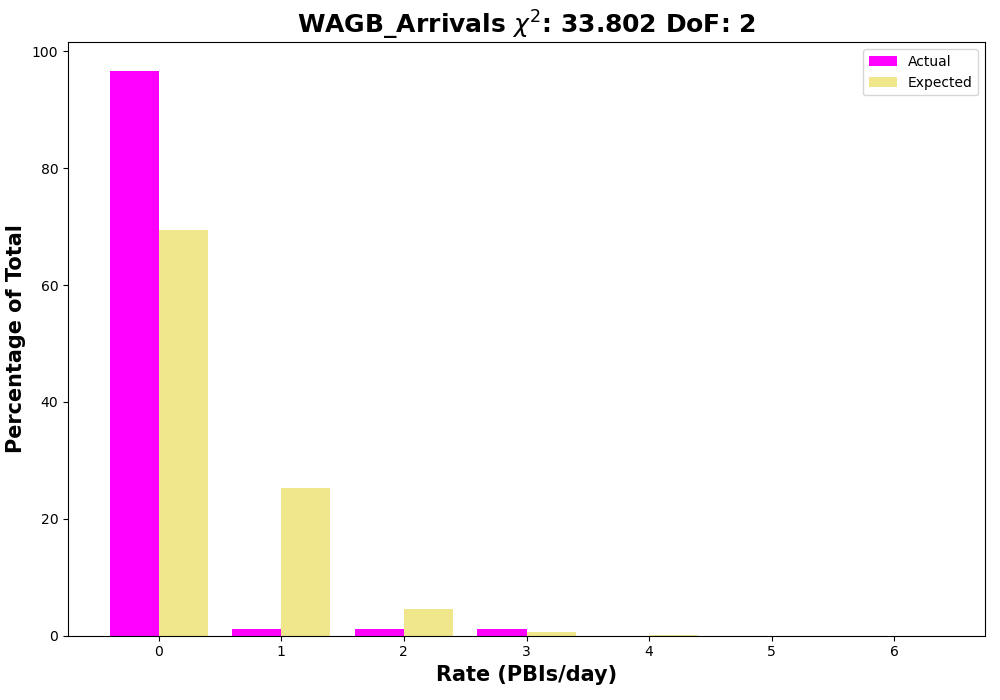 WAGB_Arrivals χ²: 33.802 DoF: 2
Actual
Expected
Percentage of Total
100
80
60
40
20
0
0 1 2 3 4 5 6
Rate (PBIs/day)